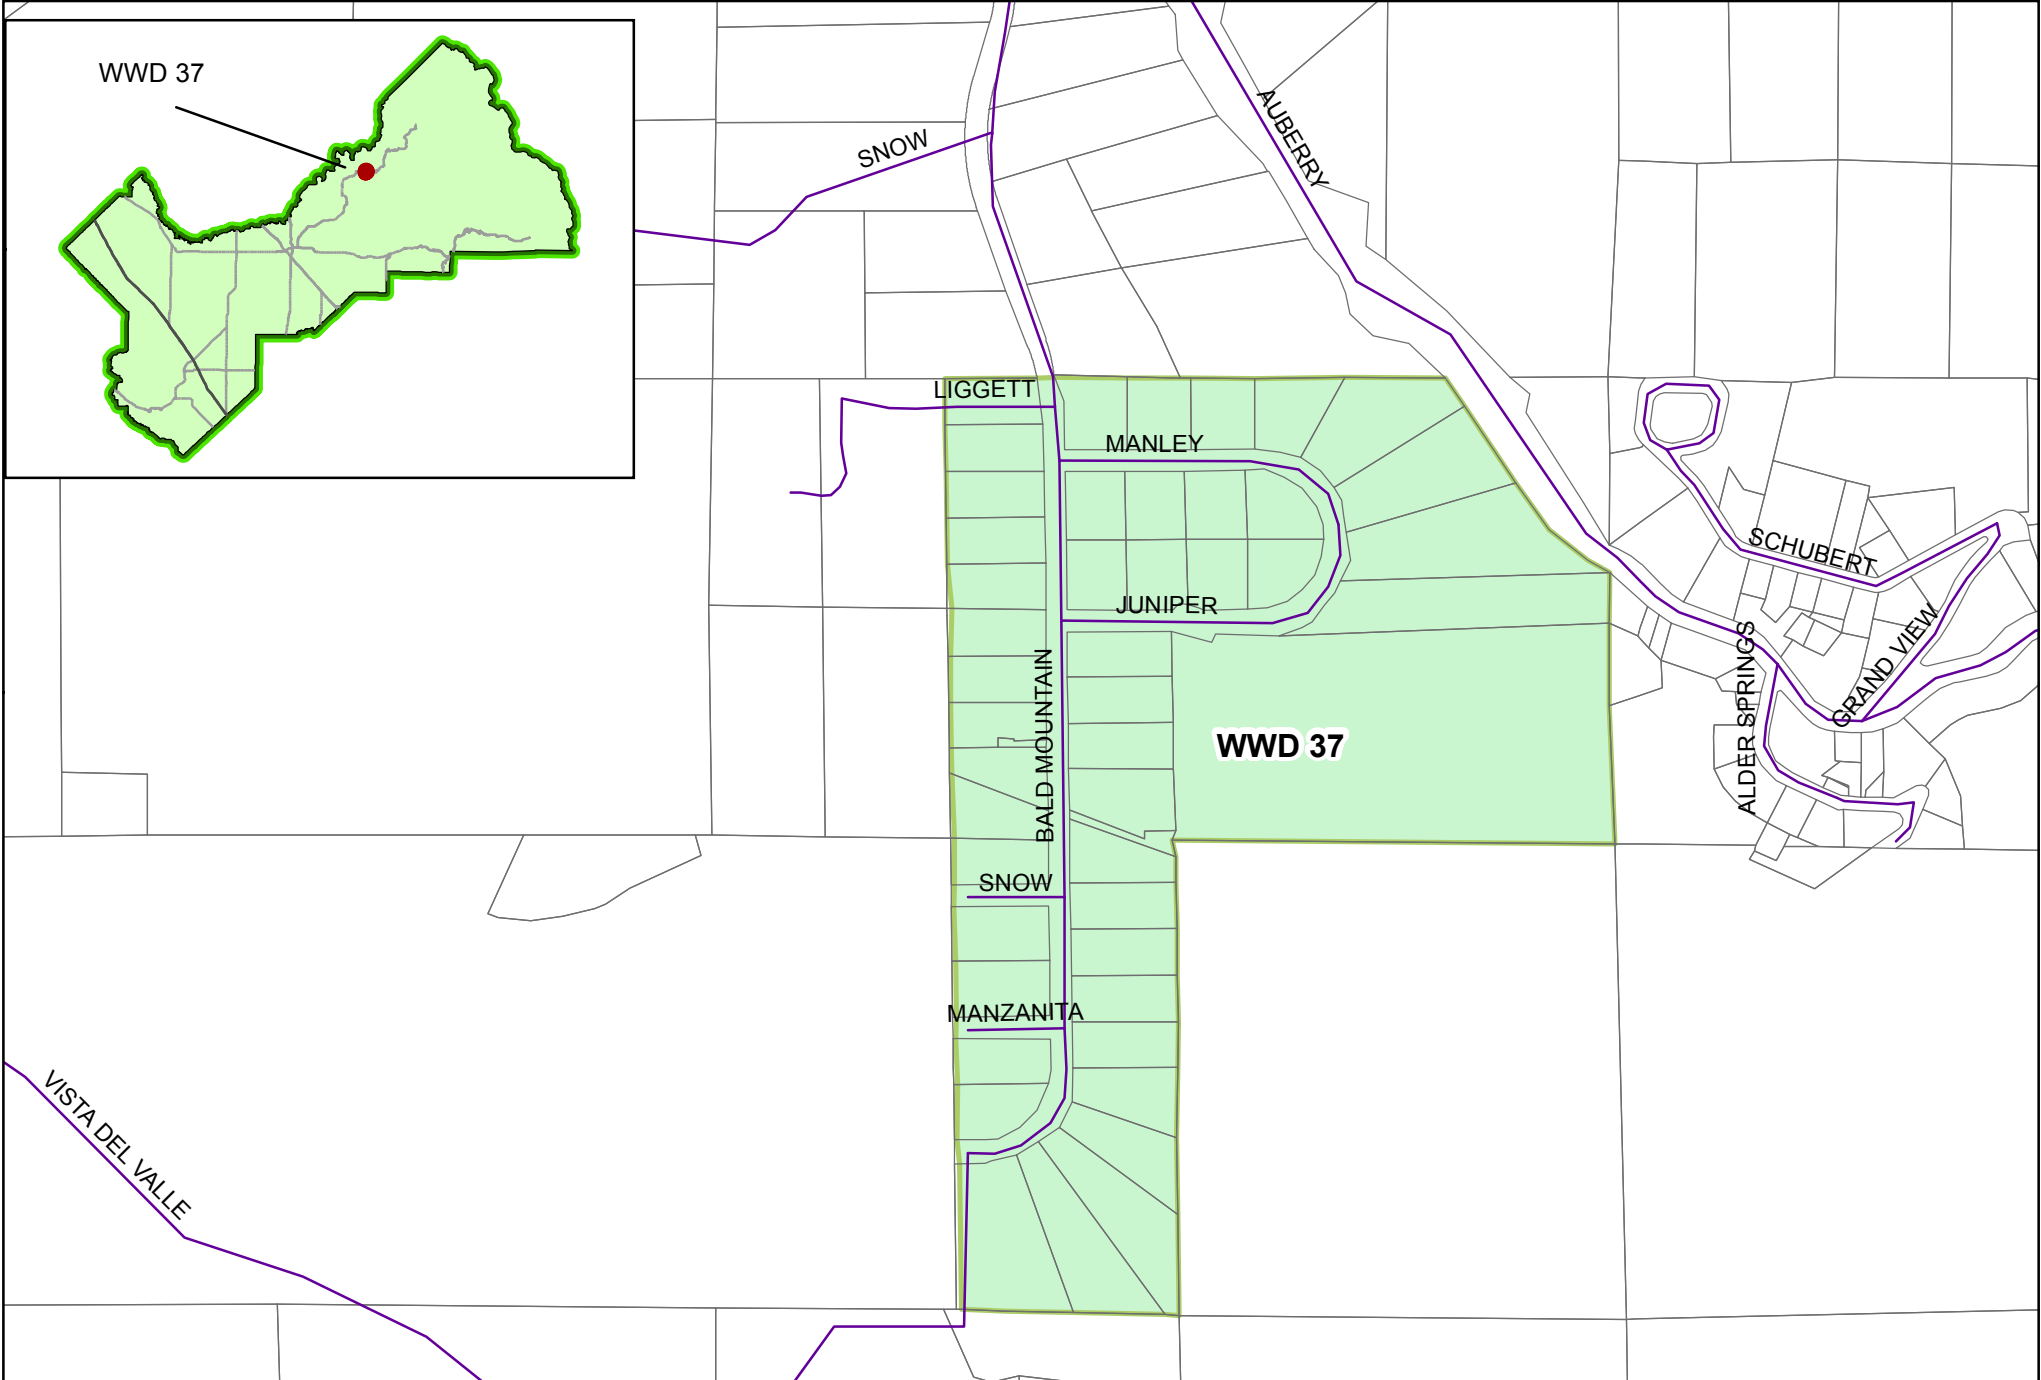 WWD 37
SNOW
AUBERRY
LIGGETT
MANLEY
SCHUBERT
JUNIPER
GRAND VIEW
ALDER SPRINGS
BALD MOUNTAIN
WWD 37
SNOW
MANZANITA
VISTA DEL VALLE